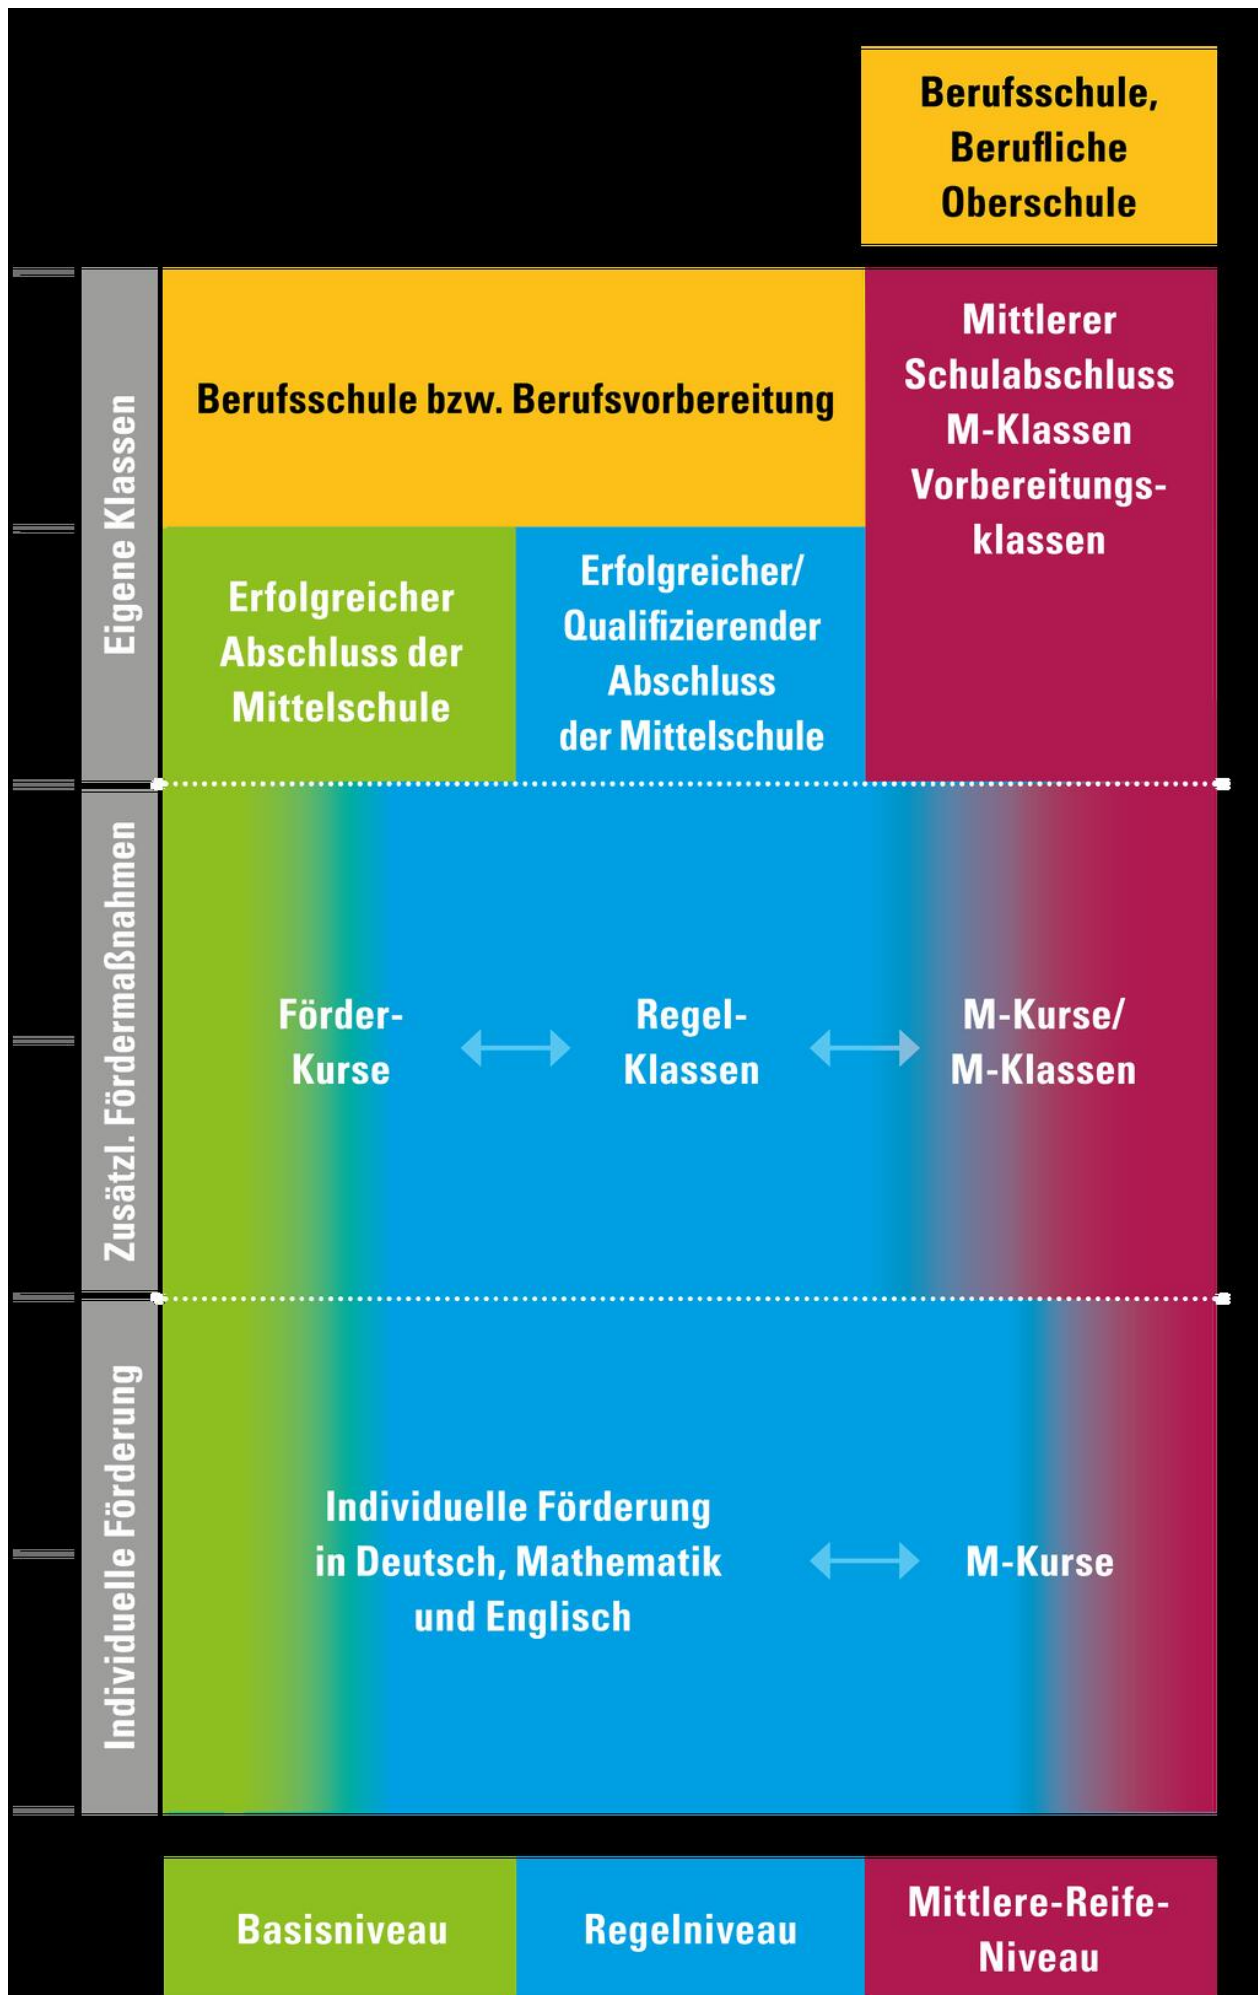 Berufsschule,
Berufliche
Oberschule
Eigene Klassen
Berufsschule bzw. Berufsvorbereitung
Mittlerer
Schulabschluss
M-Klassen
Vorbereitungs-
klassen
Erfolgreicher
Abschluss der
Mittelschule
Erfolgreicher/
Qualifizierender
Abschluss
der Mittelschule
Zusätzl. Fördermaßnahmen
Förder-
Kurse
Regel-
Klassen
M-Kurse/
M-Klassen
Individuelle Förderung
Individuelle Förderung
in Deutsch, Mathematik
und Englisch
M-Kurse
Basisniveau
Regelniveau
Mittlere-Reife-
Niveau